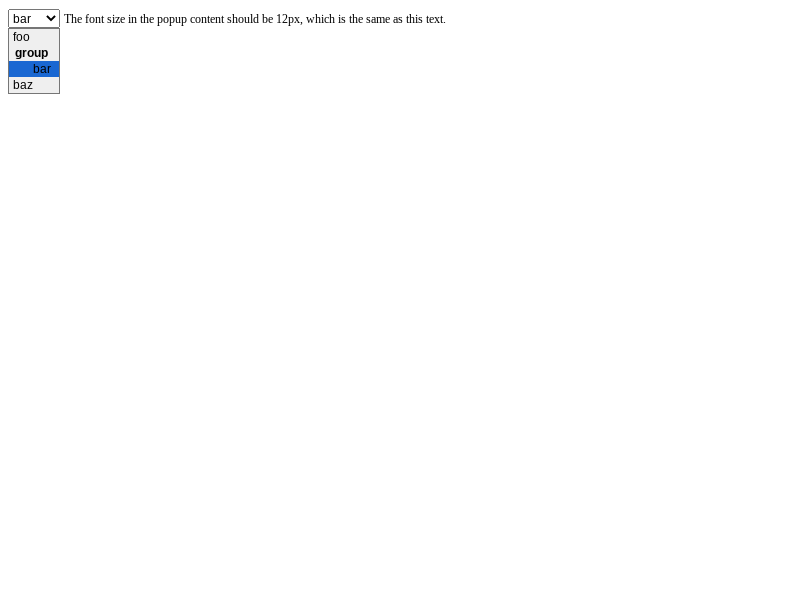 bar The font size in the popup content should be 12px, which is the same as this text.
foo
group
bar
baz